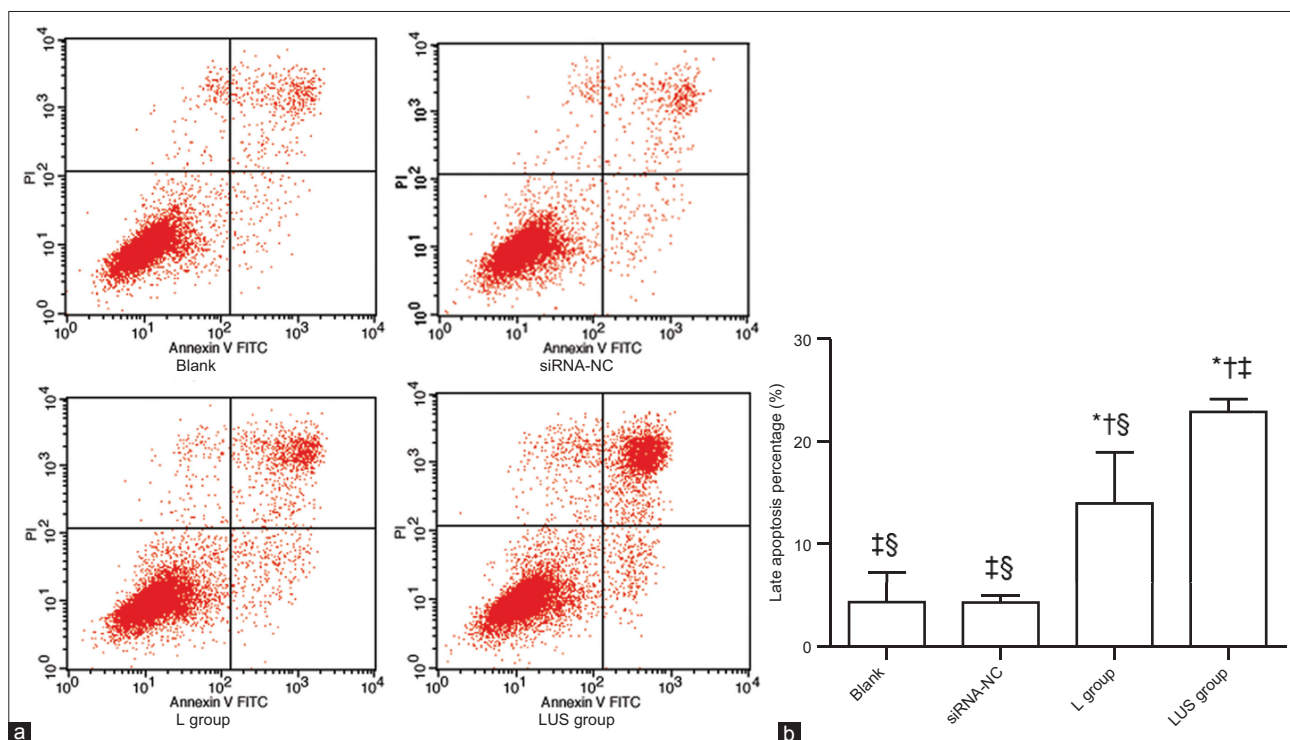 10⁴
10³
PI
10²
10¹
10⁰
10⁰ 10¹ 10² 10³ 10⁴
Annexin V FITC
Blank
10⁴
10³
PI
10²
10¹
10⁰
10⁰ 10¹ 10² 10³ 10⁴
Annexin V FITC
siRNA-NC
10⁴
10³
PI
10²
10¹
10⁰
10⁰ 10¹ 10² 10³ 10⁴
Annexin V FITC
L group
10⁴
10³
PI
10²
10¹
10⁰
10⁰ 10¹ 10² 10³ 10⁴
Annexin V FITC
LUS group
a
Late apoptosis percentage (%)
30
20
10
0
‡§
‡§
*†§
*†‡
Blank
siRNA-NC
L group
LUS group
b